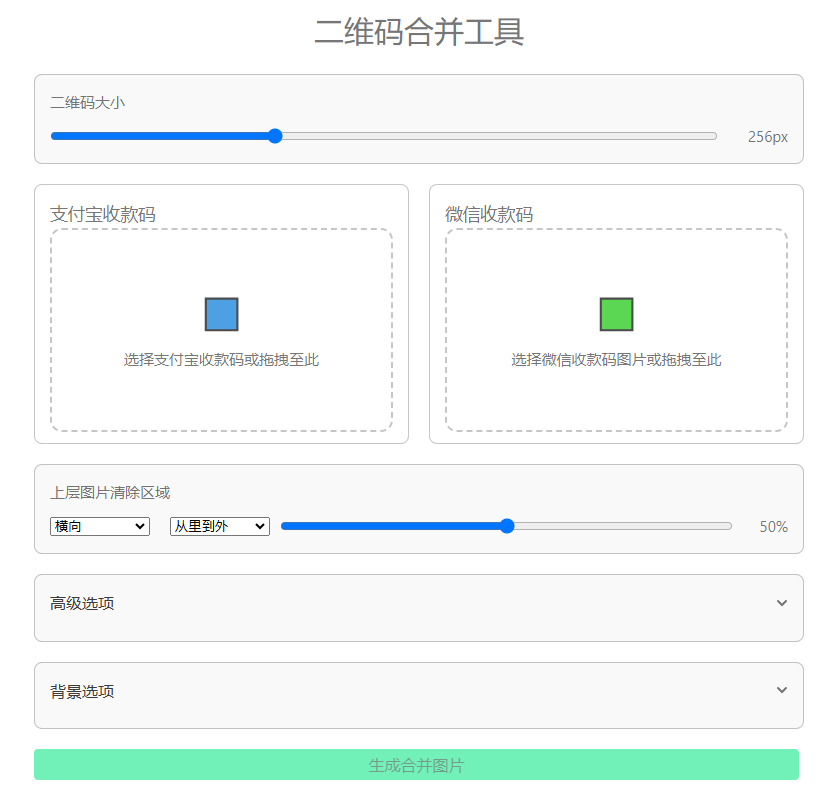 二维码合并工具
二维码大小
256px
支付宝收款码
微信收款码
选择支付宝收款码或拖拽至此
选择微信收款码图片或拖拽至此
上层图片清除区域
横向 从里到外 50%
高级选项
背景选项
生成合并图片